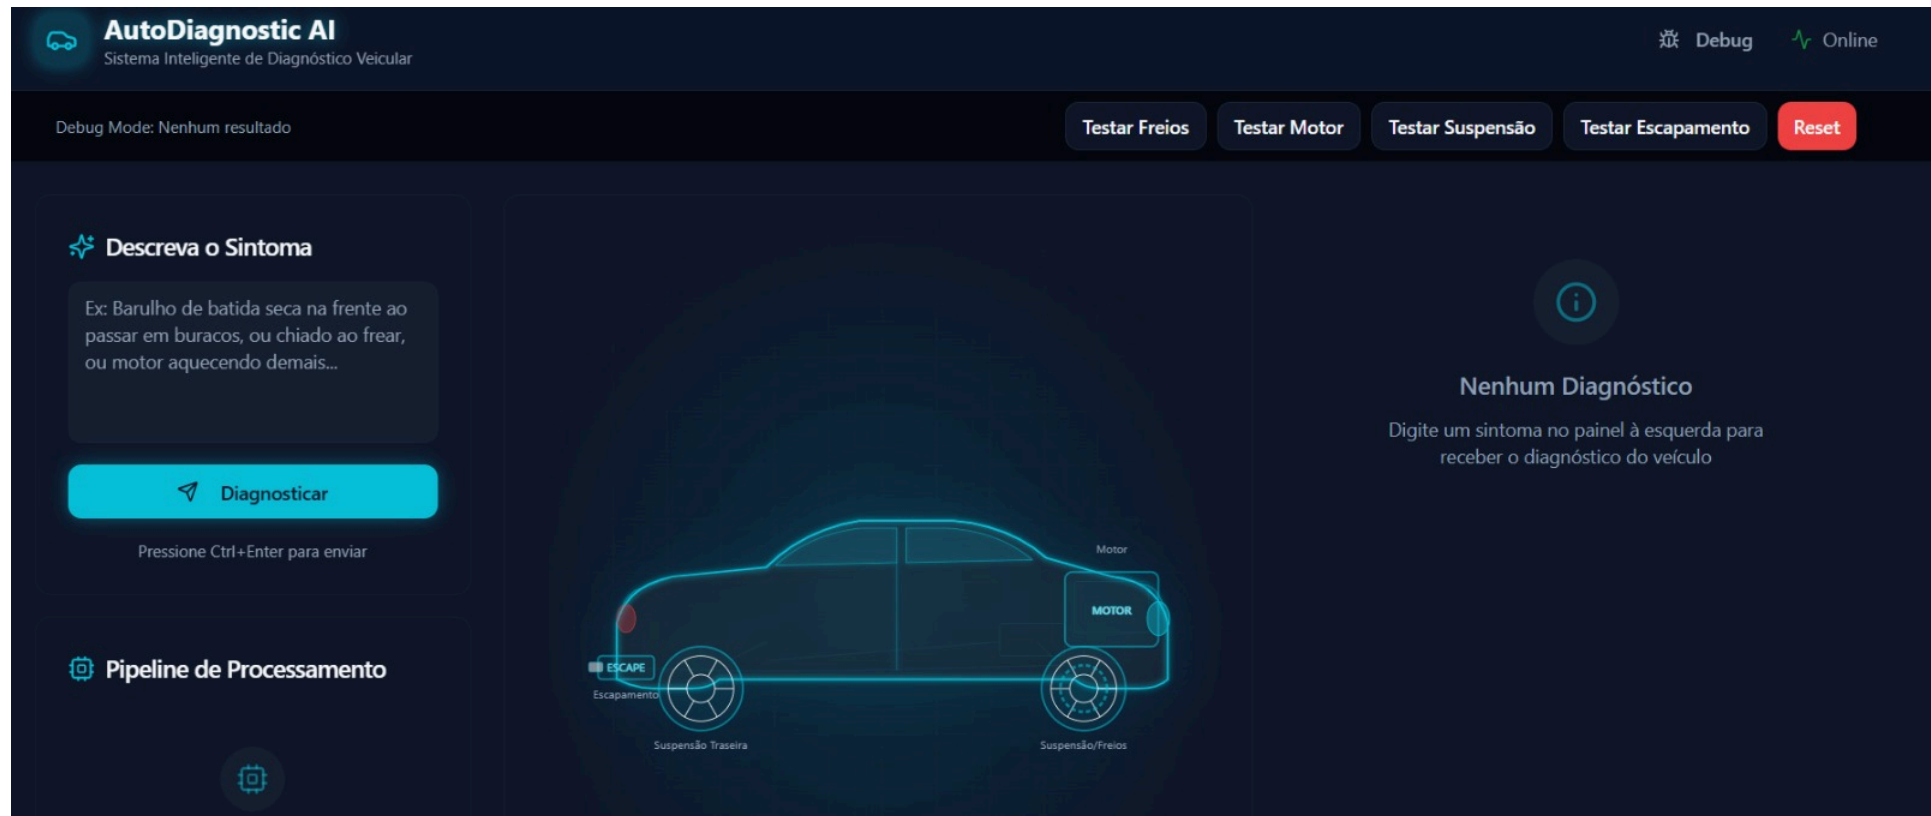 AutoDiagnostic AI
Sistema Inteligente de Diagnóstico Veicular
Debug
Online
Debug Mode: Nenhum resultado
Testar Freios
Testar Motor
Testar Suspensão
Testar Escapamento
Reset
Descreva o Sintoma
Ex: Barulho de batida seca na frente ao
passar em buracos, ou chiado ao frear,
ou motor aquecendo demais...
Diagnosticar
Pressione Ctrl+Enter para enviar
Pipeline de Processamento
Motor
MOTOR
ESCAPE
Escapamento
Suspensão Traseira
Suspensão/Freios
Nenhum Diagnóstico
Digite um sintoma no painel à esquerda para
receber o diagnóstico do veículo